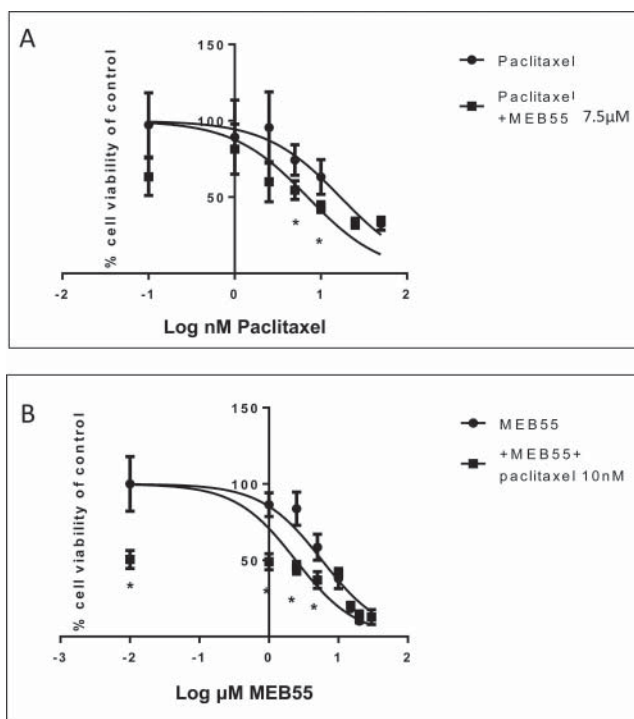 A
% cell viability of control
150
100
50
-2
-1
0
1
2
Log nM Paclitaxel
Paclitaxel
Paclitaxel
+MEB55 7.5µM
*
*
B
% cell viability of control
150
100
50
-3
-2
-1
0
1
2
Log µM MEB55
MEB55
+MEB55+
paclitaxel 10nM
*
*
*
*